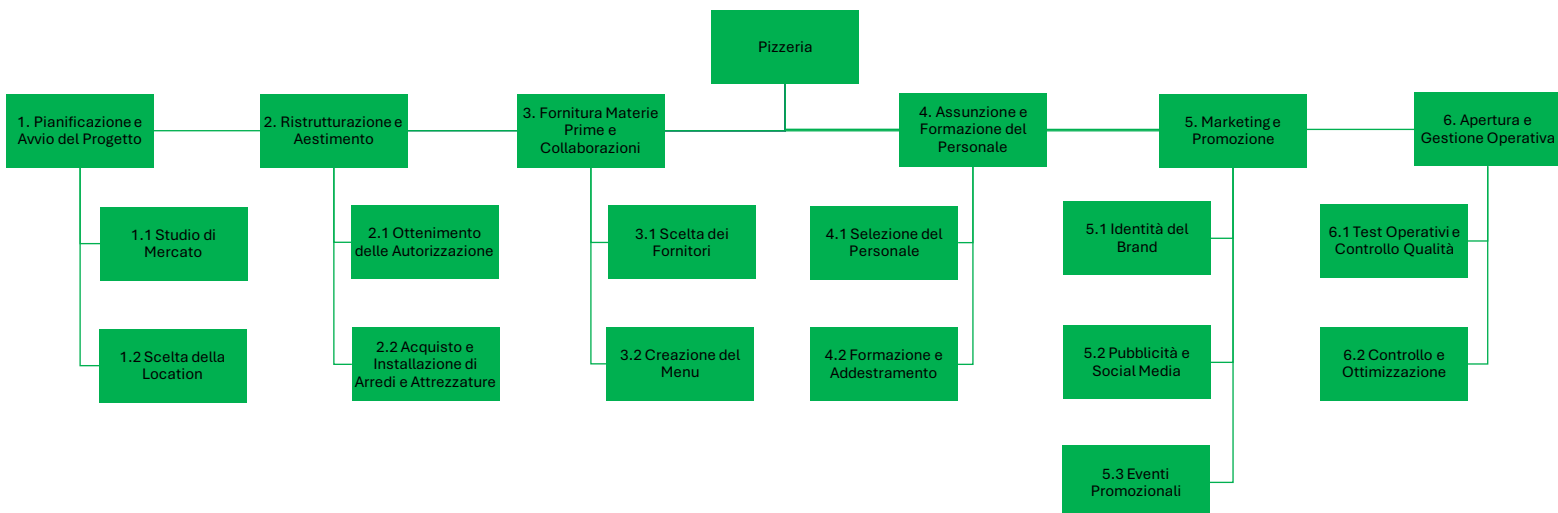 Pizzeria
1. Pianificazione e
Avvio del Progetto
2. Ristrutturazione e
Aestimento
3. Fornitura Materie
Prime e
Collaborazioni
4. Assunzione e
Formazione del
Personale
5. Marketing e
Promozione
6. Apertura e
Gestione Operativa
1.1 Studio di
Mercato
2.1 Ottenimento
delle Autorizzazione
3.1 Scelta dei
Fornitori
4.1 Selezione del
Personale
5.1 Identità del
Brand
6.1 Test Operativi e
Controllo Qualità
1.2 Scelta della
Location
2.2 Acquisto e
Installazione di
Arredi e Attrezzature
3.2 Creazione del
Menu
4.2 Formazione e
Addestramento
5.2 Pubblicità e
Social Media
6.2 Controllo e
Ottimizzazione
5.3 Eventi
Promozionali